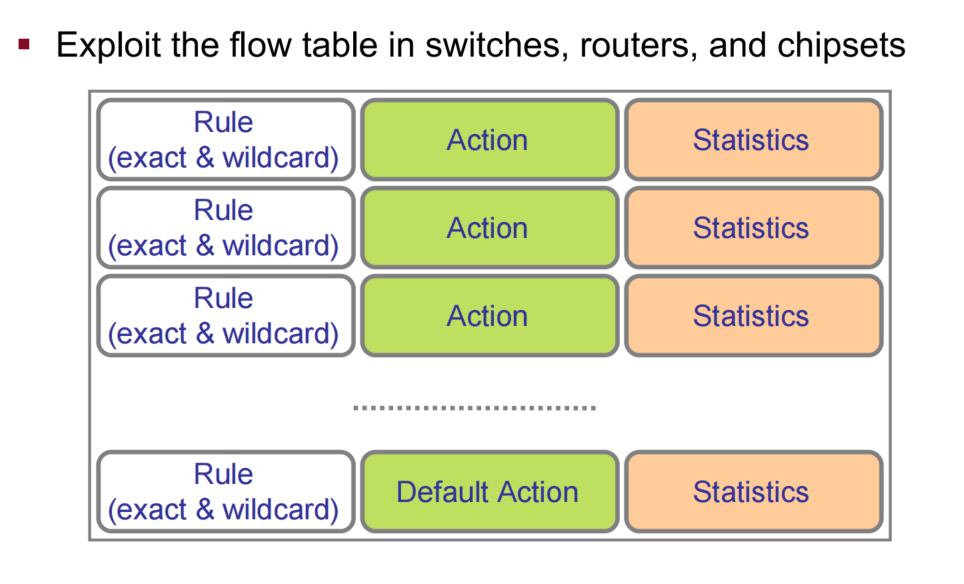 Exploit the flow table in switches, routers, and chipsets
Rule
(exact & wildcard)
Action
Statistics
Rule
(exact & wildcard)
Action
Statistics
Rule
(exact & wildcard)
Action
Statistics
Rule
(exact & wildcard)
Default Action
Statistics